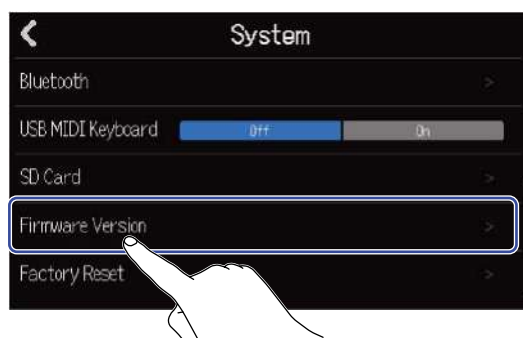 System
Bluetooth
USB MIDI Keyboard Off On
SD Card
Firmware Version
Factory Reset